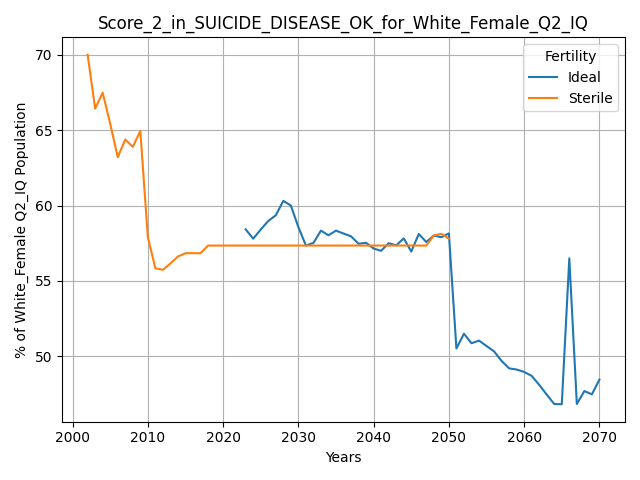 Score_2_in_SUICIDE_DISEASE_OK_for_White_Female_Q2_IQ
Fertility
Ideal
Sterile
% of White_Female Q2_IQ Population
70
65
60
55
50
2000 2010 2020 2030 2040 2050 2060 2070
Years